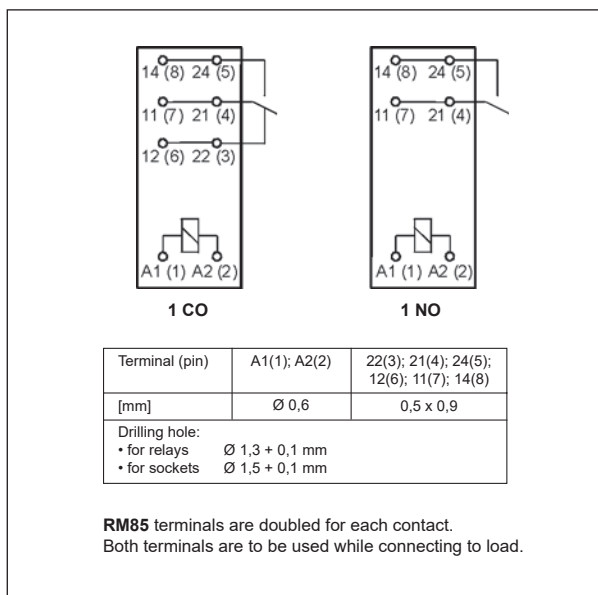 14 (8) 24 (5)
11 (7) 21 (4)
12 (6) 22 (3)
A1 (1) A2 (2)
1 CO
14 (8) 24 (5)
11 (7) 21 (4)
A1 (1) A2 (2)
1 NO
Terminal (pin) A1(1); A2(2) 22(3); 21(4); 24(5);
12(6); 11(7); 14(8)
[mm] Ø 0,6 0,5 x 0,9
Drilling hole:
• for relays Ø 1,3 + 0,1 mm
• for sockets Ø 1,5 + 0,1 mm
RM85 terminals are doubled for each contact.
Both terminals are to be used while connecting to load.